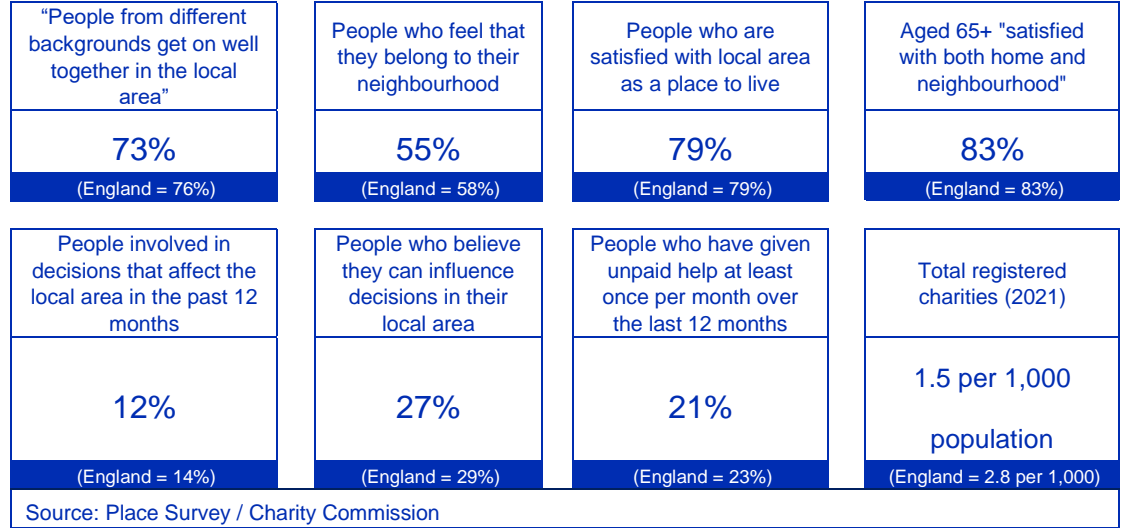 “People from different
backgrounds get on well
together in the local
area”
73%
(England = 76%)
People who feel that
they belong to their
neighbourhood
55%
(England = 58%)
People who are
satisfied with local area
as a place to live
79%
(England = 79%)
Aged 65+ "satisfied
with both home and
neighbourhood"
83%
(England = 83%)
People involved in
decisions that affect the
local area in the past 12
months
12%
(England = 14%)
People who believe
they can influence
decisions in their
local area
27%
(England = 29%)
People who have given
unpaid help at least
once per month over
the last 12 months
21%
(England = 23%)
Total registered
charities (2021)
1.5 per 1,000
population
(England = 2.8 per 1,000)
Source: Place Survey / Charity Commission